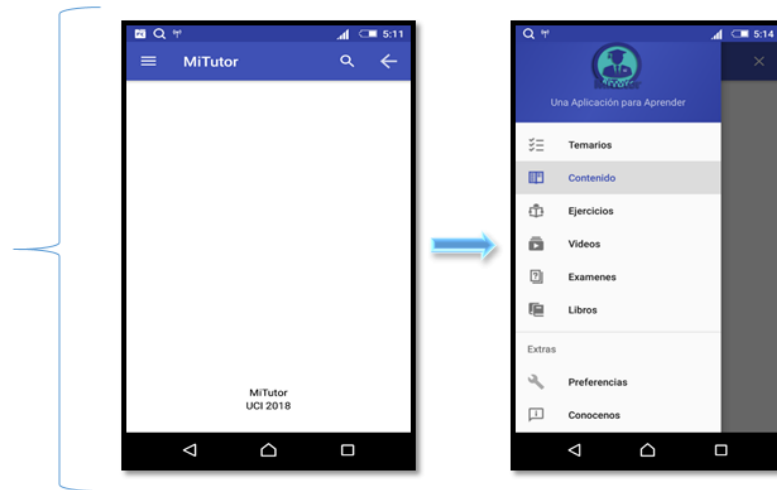 5:11
MiTutor
MiTutor
UCI 2018
5:14
Una Aplicación para Aprender
Temarios
Contenido
Ejercicios
Videos
Examenes
Libros
Extras
Preferencias
Conocenos